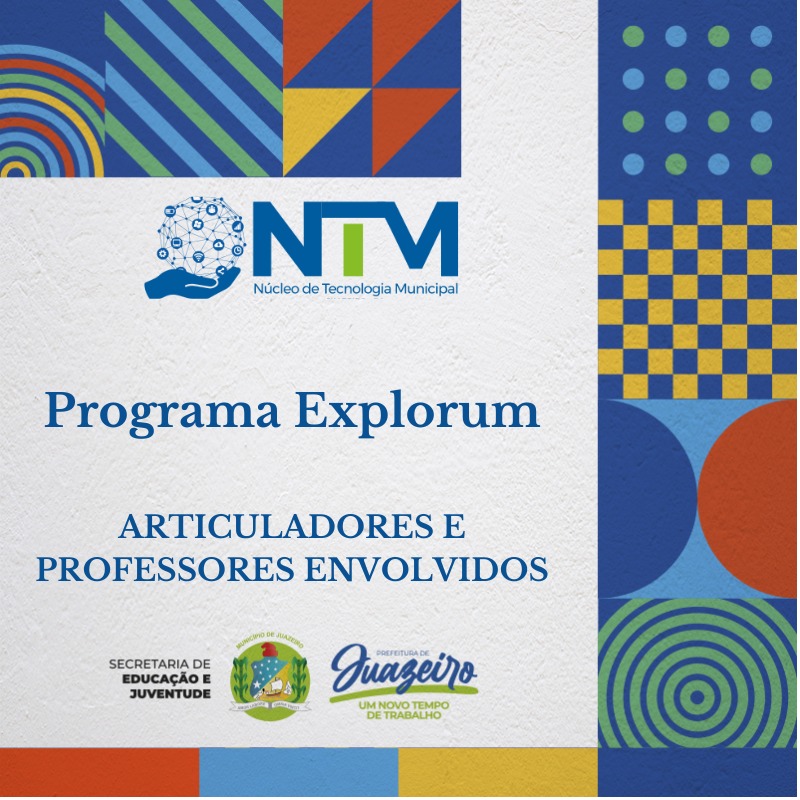 NTM
Núcleo de Tecnologia Municipal
Programa Explorum
ARTICULADORES E
PROFESSORES ENVOLVIDOS
SECRETARIA DE
EDUCAÇÃO E
JUVENTUDE
MUNICÍPIO DE JUAZEIRO
PREFEITURA DE
Juazeiro
UM NOVO TEMPO
DE TRABALHO